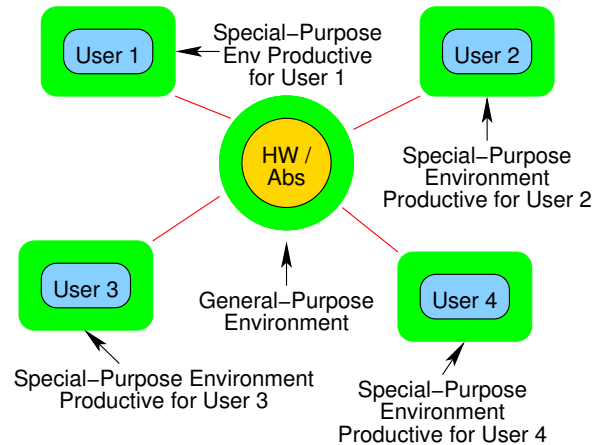 User 1
Special−Purpose
Env Productive
for User 1
User 2
HW /
Abs
Special−Purpose
Environment
Productive for User 2
User 3
General−Purpose
Environment
User 4
Special−Purpose Environment
Productive for User 3
Special−Purpose
Environment
Productive for User 4